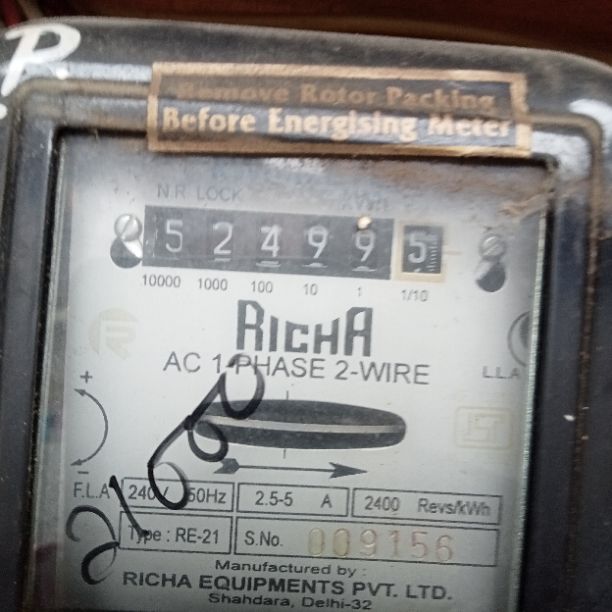 R
Remove Rotor Packing
Before Energising Meter
N.R. LOCK KWH
5 2 4 9 9 5
10000 1000 100 10 1 1/10
RICHA
AC 1-PHASE 2-WIRE
L.L.A
+
-
F.L.A 240V 50Hz 2.5-5 A 2400 Revs/kWh
Type : RE-21 S.No. 009156
Manufactured by :
RICHA EQUIPMENTS PVT. LTD.
Shahdara, Delhi-32